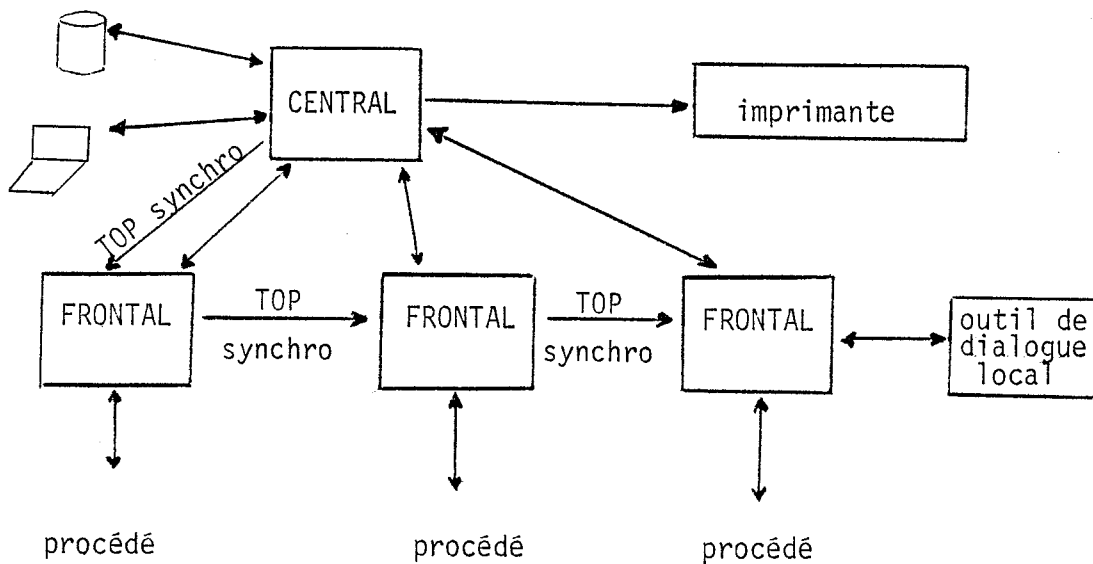 CENTRAL
imprimante
TOP synchro
FRONTAL
TOP
synchro
FRONTAL
TOP
synchro
FRONTAL
outil de
dialogue
local
procédé
procédé
procédé